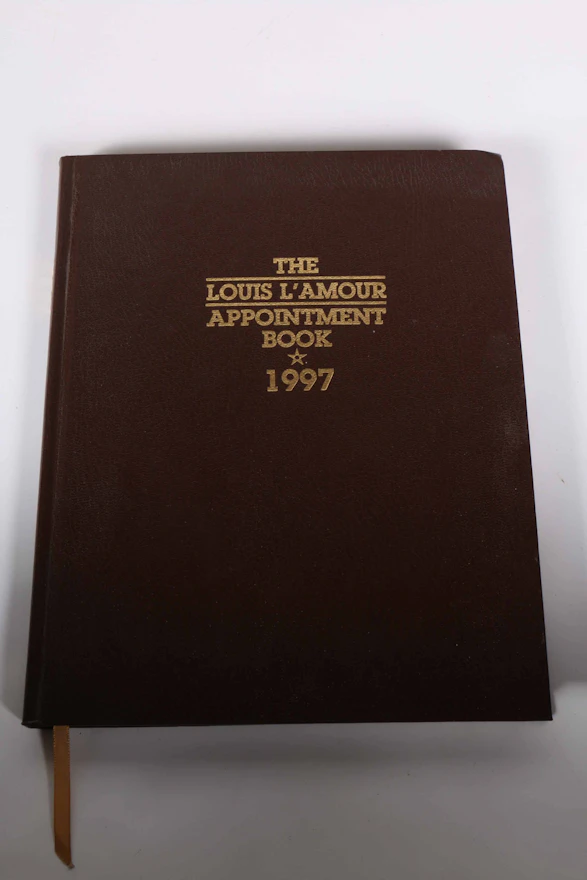 THE
LOUIS L'AMOUR
APPOINTMENT
BOOK
1997